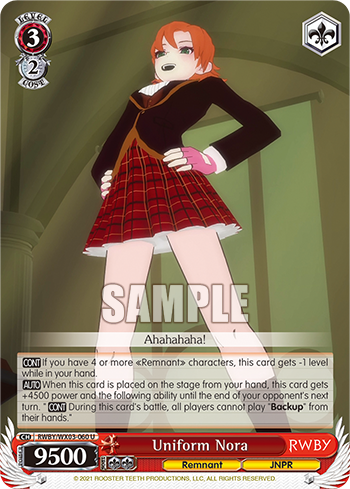 LEVEL
3
2
COST
SAMPLE
Ahahahaha!
CONT If you have 4 or more «Remnant» characters, this card gets -1 level
while in your hand.
AUTO When this card is placed on the stage from your hand, this card gets
+4500 power and the following ability until the end of your opponent's next
turn. "CONT During this card's battle, all players cannot play "Backup" from
their hands."
RWBY/WX03-060 U
Uniform Nora
RWBY
POWER
9500
Remnant
JNPR
© 2021 ROOSTER TEETH PRODUCTIONS, LLC, ALL RIGHTS RESERVED.